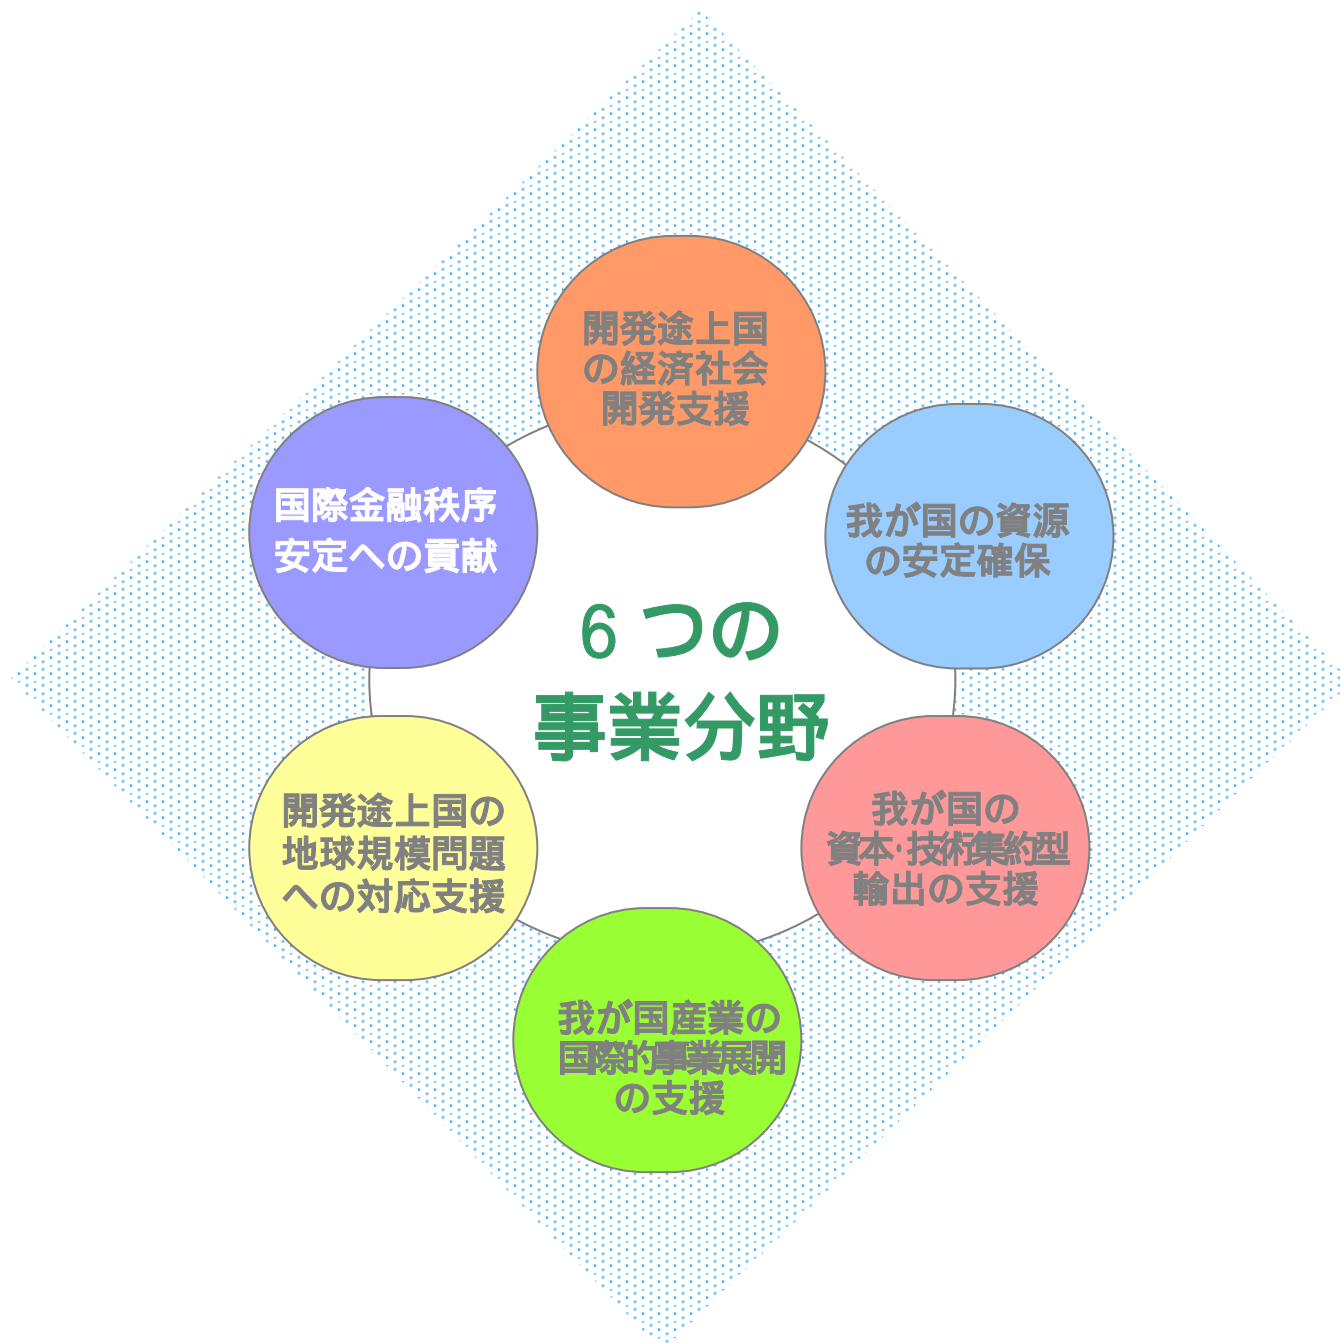 開発途上国
の経済社会
開発支援
我が国の資源
の安定確保
我が国の
資本・技術集約型
輸出の支援
我が国産業の
国際的事業展開
の支援
開発途上国の
地球規模問題
への対応支援
国際金融秩序
安定への貢献
6つの
事業分野